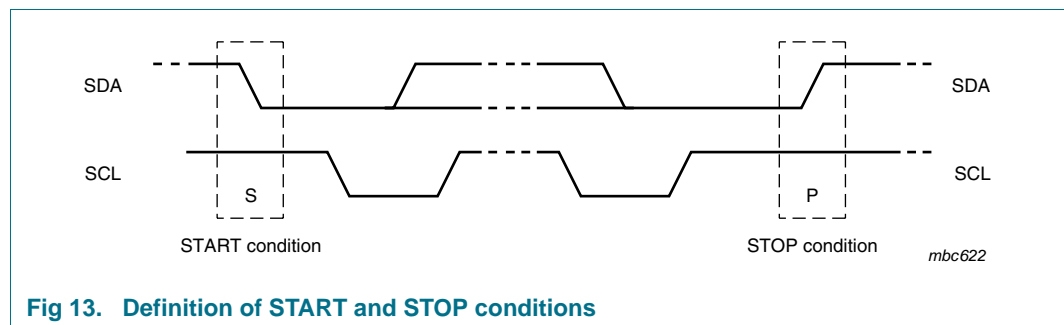 SDA SDA
SCL SCL
S P
START condition STOP condition
mbc622
Fig 13. Definition of START and STOP conditions